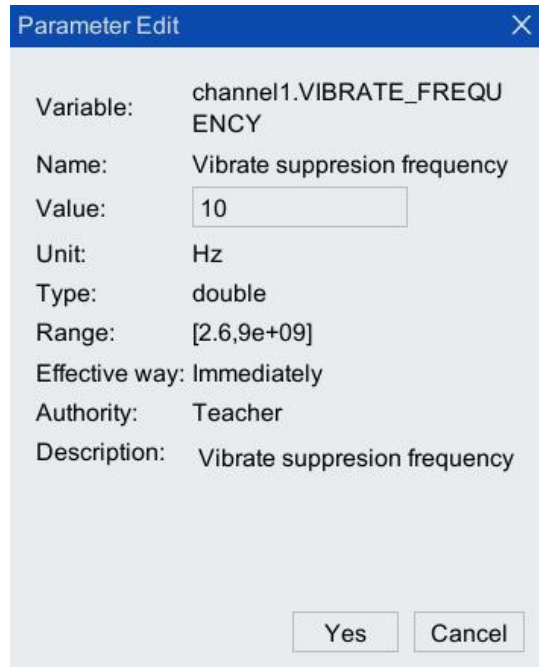 Parameter Edit
Variable: channel1.VIBRATE_FREQU
ENCY
Name: Vibrate suppresion frequency
Value: 10
Unit: Hz
Type: double
Range: [2.6,9e+09]
Effective way: Immediately
Authority: Teacher
Description: Vibrate suppresion frequency
Yes Cancel